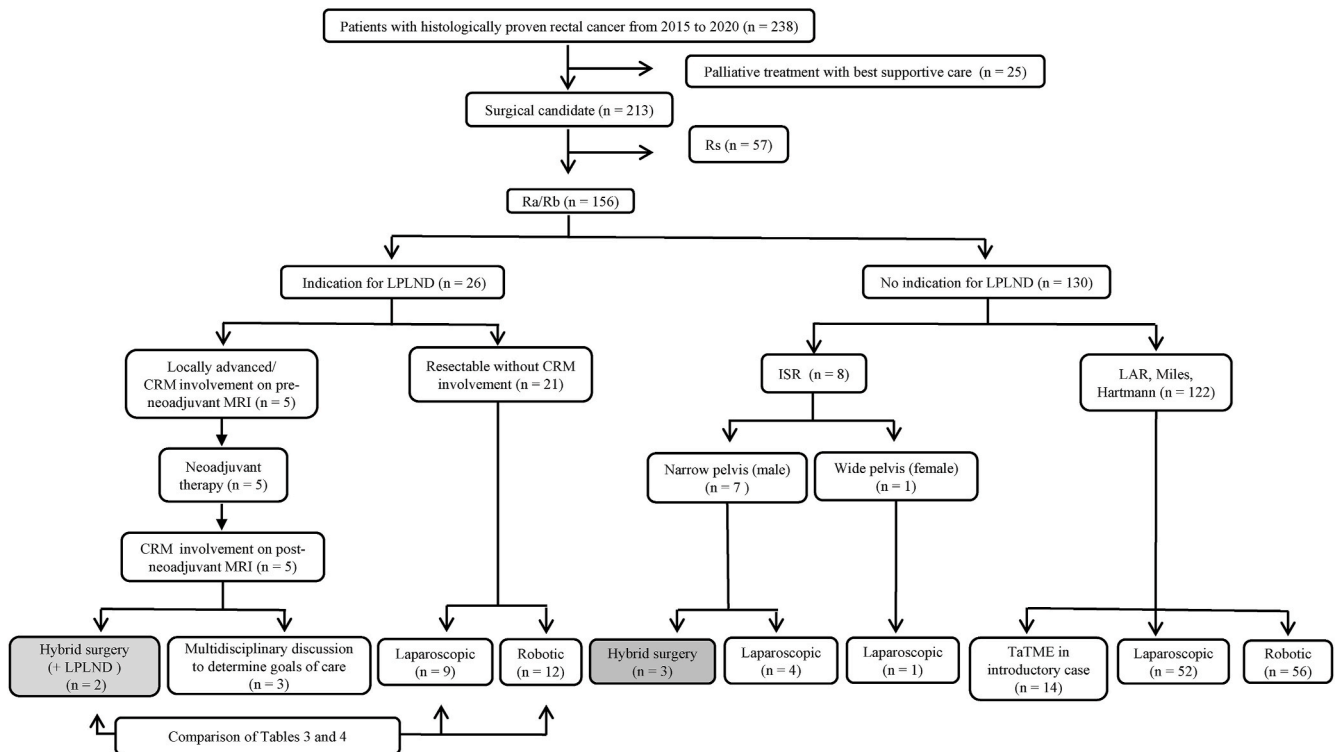 Patients with histologically proven rectal cancer from 2015 to 2020 (n = 238)
Palliative treatment with best supportive care (n = 25)
Surgical candidate (n = 213)
Rs (n = 57)
Ra/Rb (n = 156)
Indication for LPLND (n = 26)
No indication for LPLND (n = 130)
Locally advanced/
CRM involvement on pre-
neoadjuvant MRI (n = 5)
Resectable without CRM
involvement (n = 21)
ISR (n = 8)
LAR, Miles,
Hartmann (n = 122)
Neoadjuvant
therapy (n = 5)
Narrow pelvis (male)
(n = 7 )
Wide pelvis (female)
(n = 1)
CRM involvement on post-
neoadjuvant MRI (n = 5)
Hybrid surgery
(+ LPLND )
(n = 2)
Multidisciplinary discussion
to determine goals of care
(n = 3)
Laparoscopic
(n = 9)
Robotic
(n = 12)
Hybrid surgery
(n = 3)
Laparoscopic
(n = 4)
Laparoscopic
(n = 1)
TaTME in
introductory case
(n = 14)
Laparoscopic
(n = 52)
Robotic
(n = 56)
Comparison of Tables 3 and 4